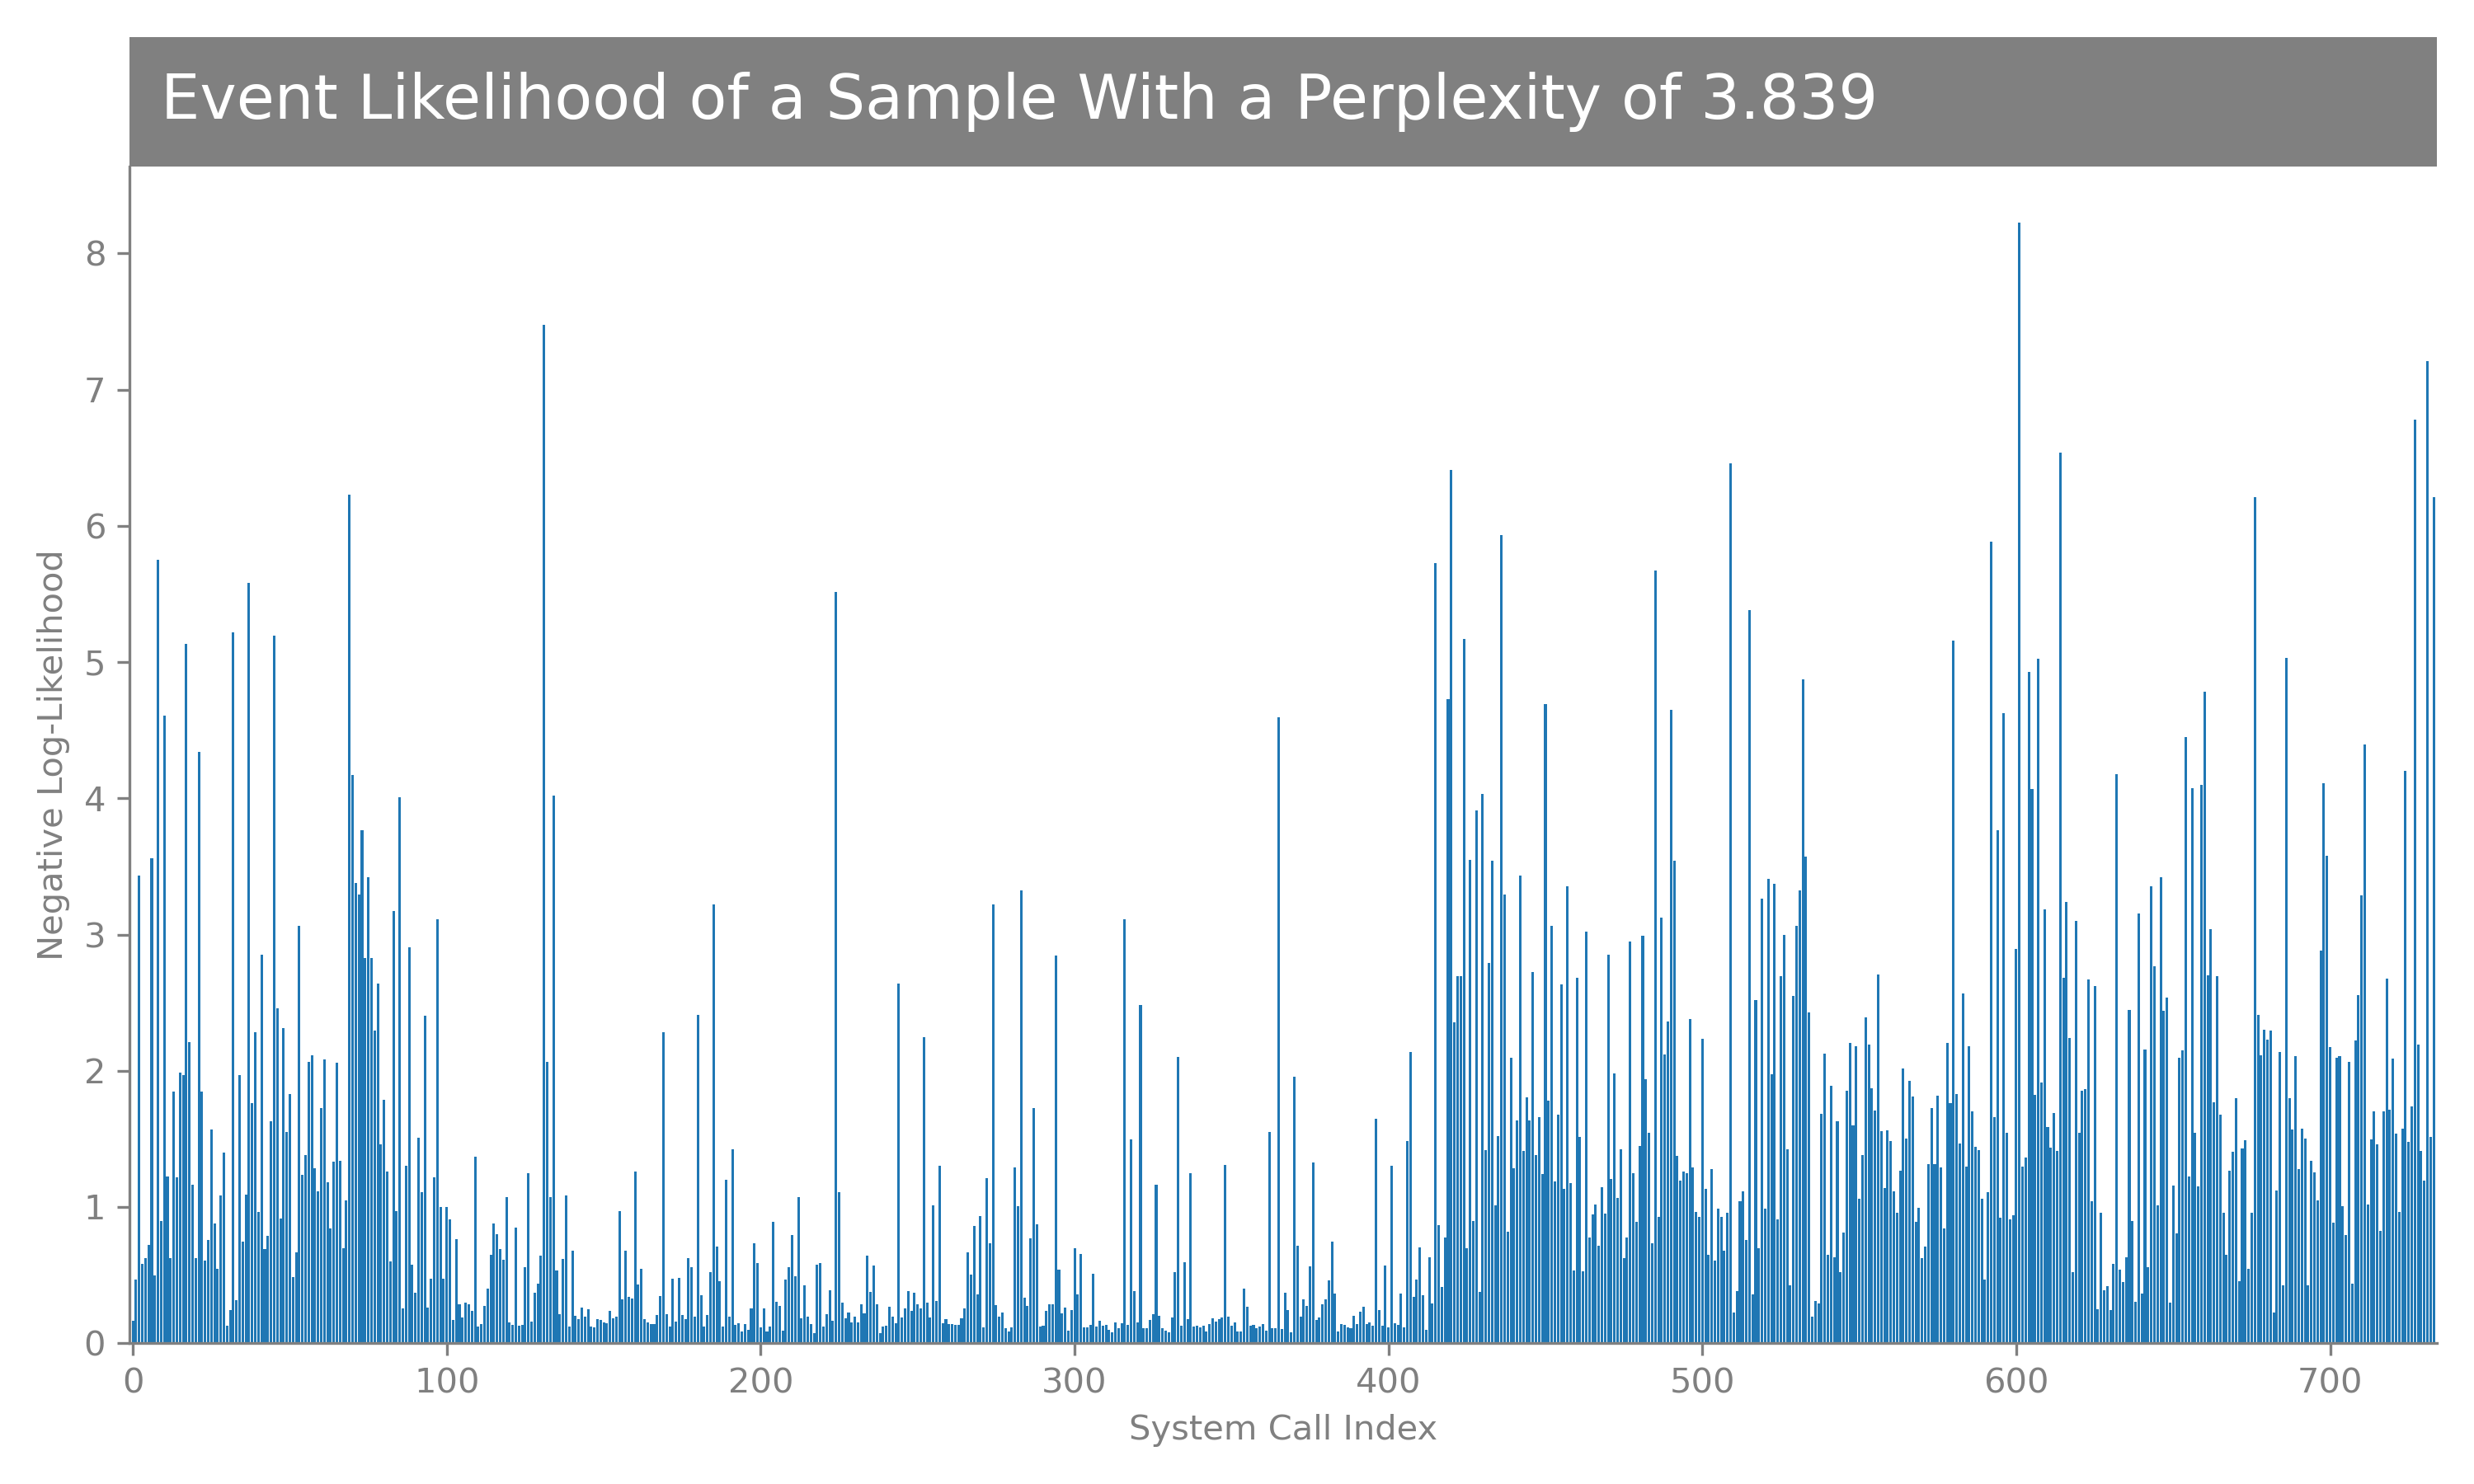 Event Likelihood of a Sample With a Perplexity of 3.839
8
7
6
5
4
3
2
1
0
Negative Log-Likelihood
0 100 200 300 400 500 600 700
System Call Index